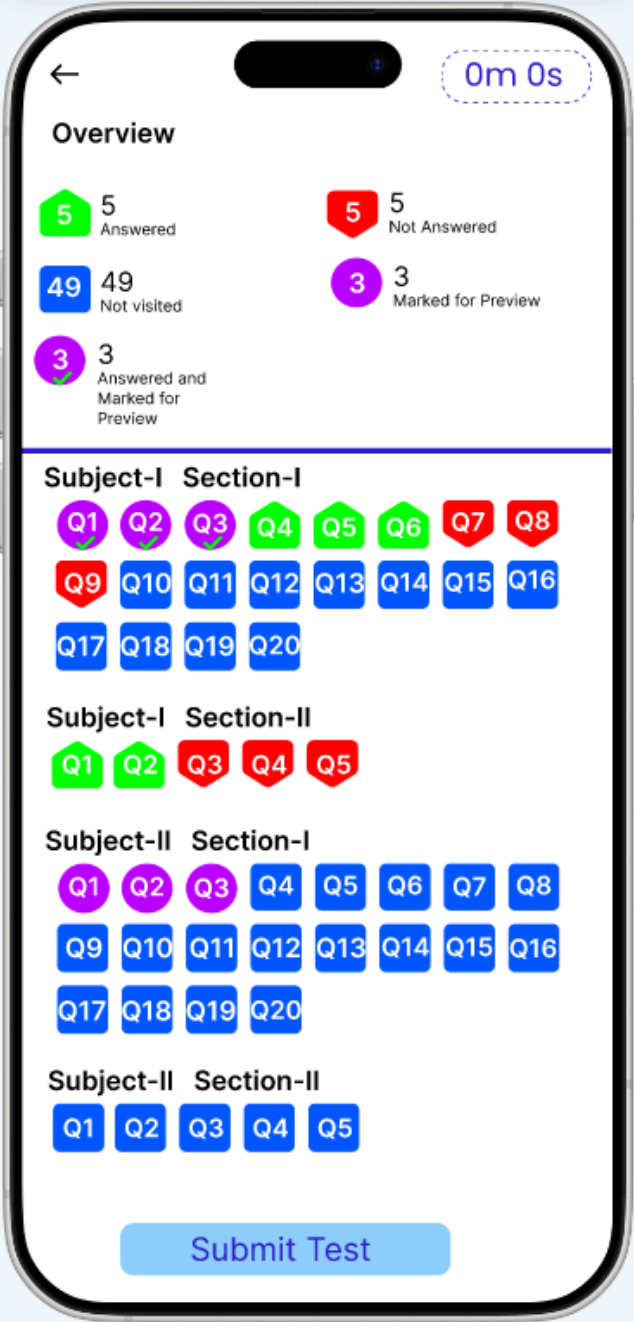 0m 0s
Overview
5 5 Answered
5 5 Not Answered
49 49 Not visited
3 3 Marked for Preview
3 3 Answered and
Marked for
Preview
Subject-I Section-I
Q1 Q2 Q3 Q4 Q5 Q6 Q7 Q8
Q9 Q10 Q11 Q12 Q13 Q14 Q15 Q16
Q17 Q18 Q19 Q20
Subject-I Section-II
Q1 Q2 Q3 Q4 Q5
Subject-II Section-I
Q1 Q2 Q3 Q4 Q5 Q6 Q7 Q8
Q9 Q10 Q11 Q12 Q13 Q14 Q15 Q16
Q17 Q18 Q19 Q20
Subject-II Section-II
Q1 Q2 Q3 Q4 Q5
Submit Test